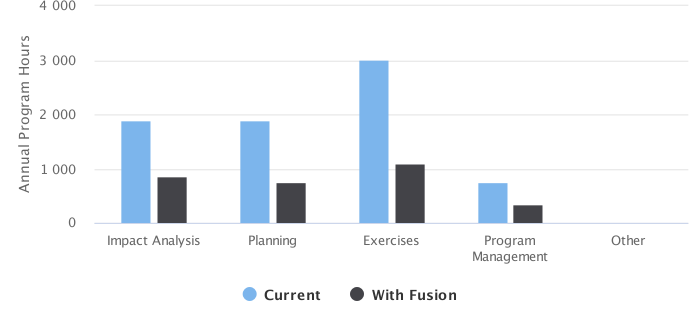 4 000
3 000
2 000
1 000
0
Annual Program Hours
Impact Analysis
Planning
Exercises
Program
Management
Other
Current
With Fusion